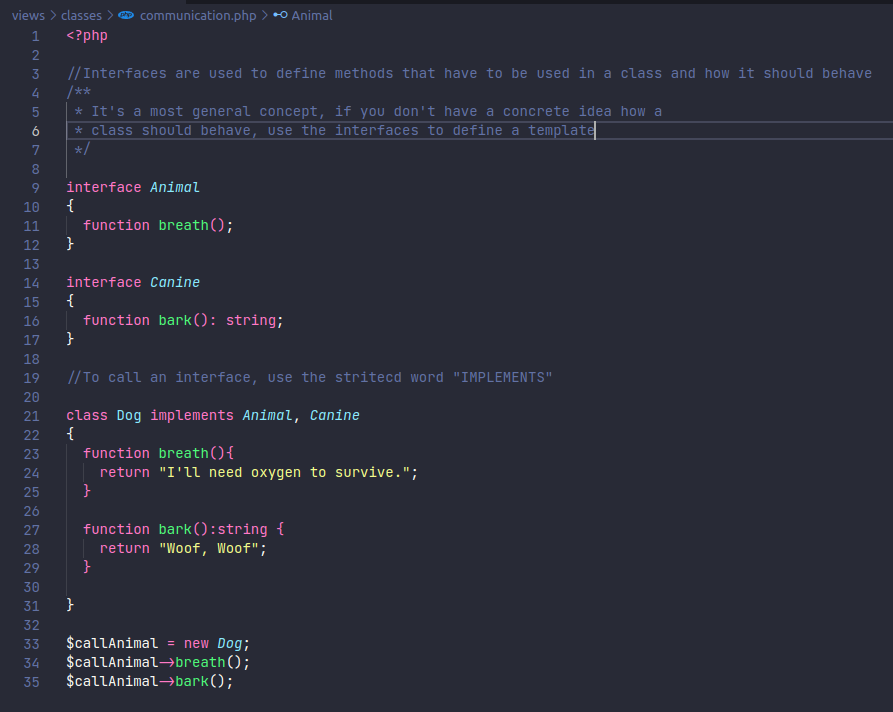 views > classes > php communication.php > Animal
1 <?php
2
3 //Interfaces are used to define methods that have to be used in a class and how it should behave
4 /**
5  * It's a most general concept, if you don't have a concrete idea how a
6  * class should behave, use the interfaces to define a template
7  */
8
9 interface Animal
10 {
11   function breath();
12 }
13
14 interface Canine
15 {
16   function bark(): string;
17 }
18
19 //To call an interface, use the stritecd word "IMPLEMENTS"
20
21 class Dog implements Animal, Canine
22 {
23   function breath(){
24     return "I'll need oxygen to survive.";
25   }
26
27   function bark():string {
28     return "Woof, Woof";
29   }
30
31 }
32
33 $callAnimal = new Dog;
34 $callAnimal->breath();
35 $callAnimal->bark();